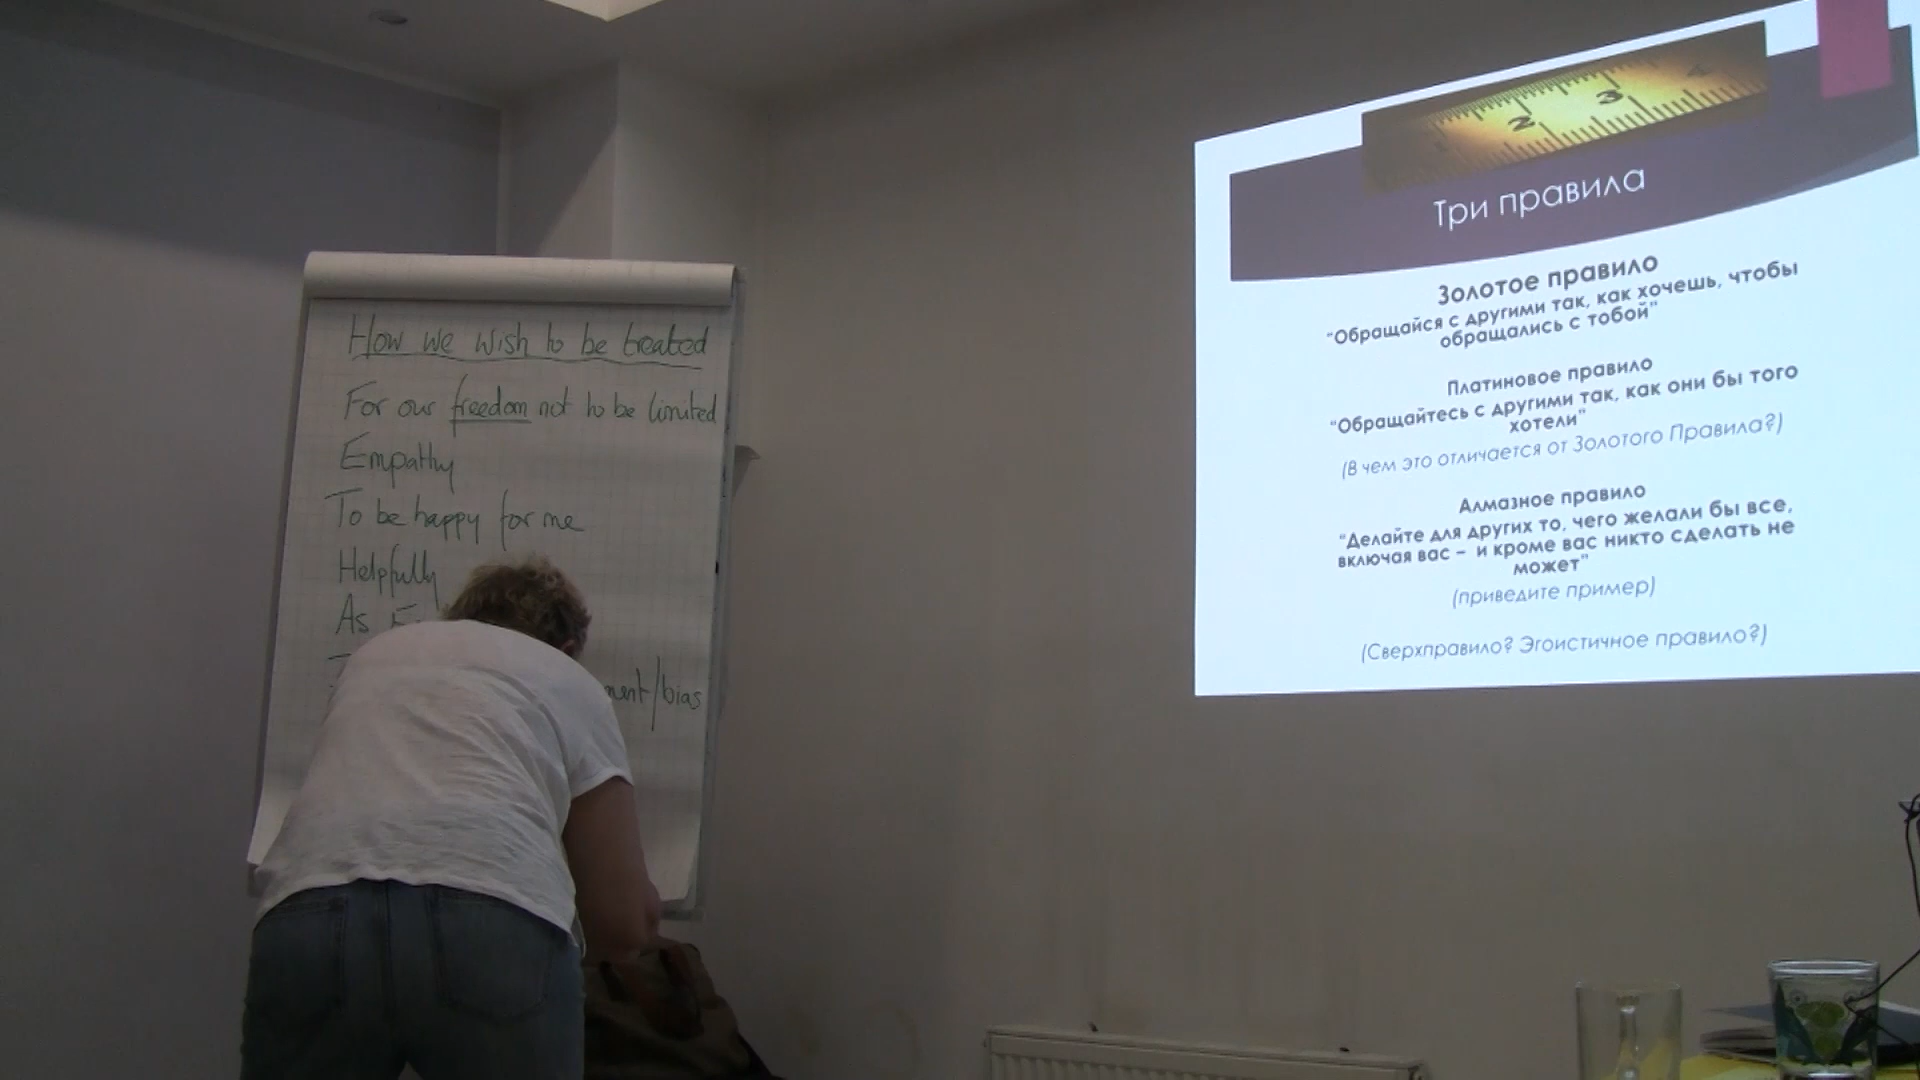 How we wish to be treated
For our freedom not to be limited
Empathy
To be happy for me
Helpfully
As
/bias
2 3 4
Три правила
Золотое правило
"Обращайся с другими так, как хочешь, чтобы
обращались с тобой"
Платиновое правило
"Обращайтесь с другими так, как они бы того
хотели"
(В чем это отличается от Золотого Правила?)
Алмазное правило
"Делайте для других то, чего желали бы все,
включая вас – и кроме вас никто сделать не
может"
(приведите пример)
(Сверхправило? Эгоистичное правило?)